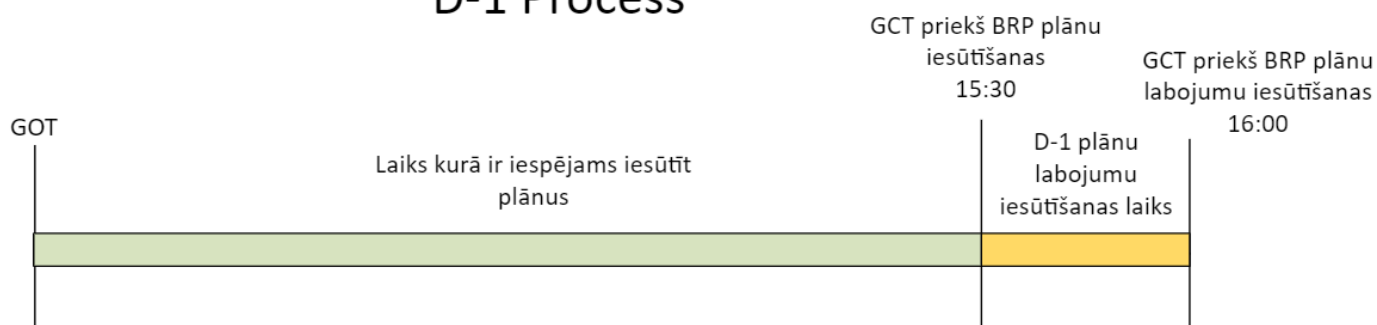 D-1 Process
GCT priekš BRP plānu
iesūtīšanas
15:30
GCT priekš BRP plānu
labojumu iesūtīšanas
16:00
GOT
Laiks kurā ir iespējams iesūtīt
plānus
D-1 plānu
labojumu
iesūtīšanas laiks